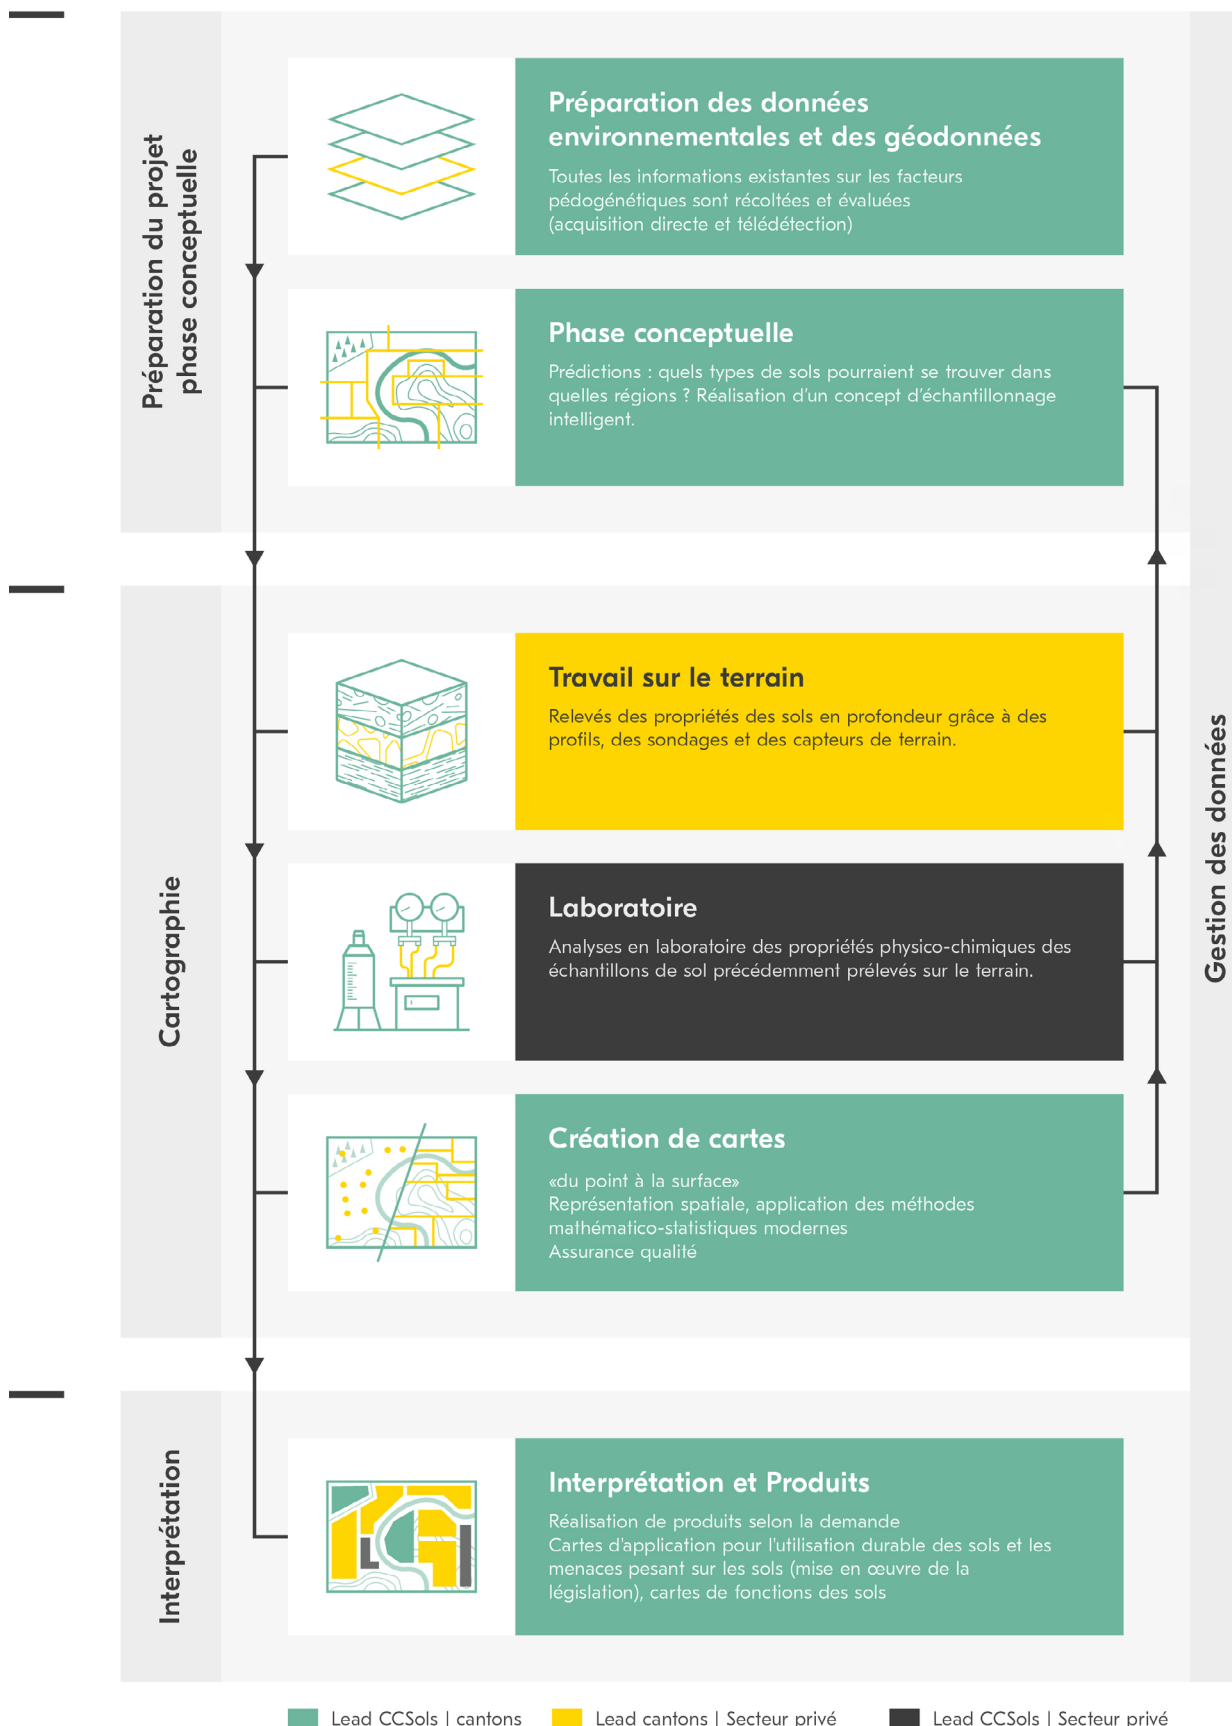 Préparation du projet
phase conceptuelle
Préparation des données
environnementales et des géodonnées
Toutes les informations existantes sur les facteurs
pédogénétiques sont récoltées et évaluées
(acquisition directe et télédétection)
Phase conceptuelle
Prédictions : quels types de sols pourraient se trouver dans
quelles régions ? Réalisation d'un concept d'échantillonnage
intelligent.
Cartographie
Travail sur le terrain
Relevés des propriétés des sols en profondeur grâce à des
profils, des sondages et des capteurs de terrain.
Laboratoire
Analyses en laboratoire des propriétés physico-chimiques des
échantillons de sol précédemment prélevés sur le terrain.
Création de cartes
«du point à la surface»
Représentation spatiale, application des méthodes
mathématico-statistiques modernes
Assurance qualité
Interprétation
Interprétation et Produits
Réalisation de produits selon la demande
Cartes d'application pour l'utilisation durable des sols et les
menaces pesant sur les sols (mise en œuvre de la
législation), cartes de fonctions des sols
Gestion des données
Lead CCSols | cantons
Lead cantons | Secteur privé
Lead CCSols | Secteur privé